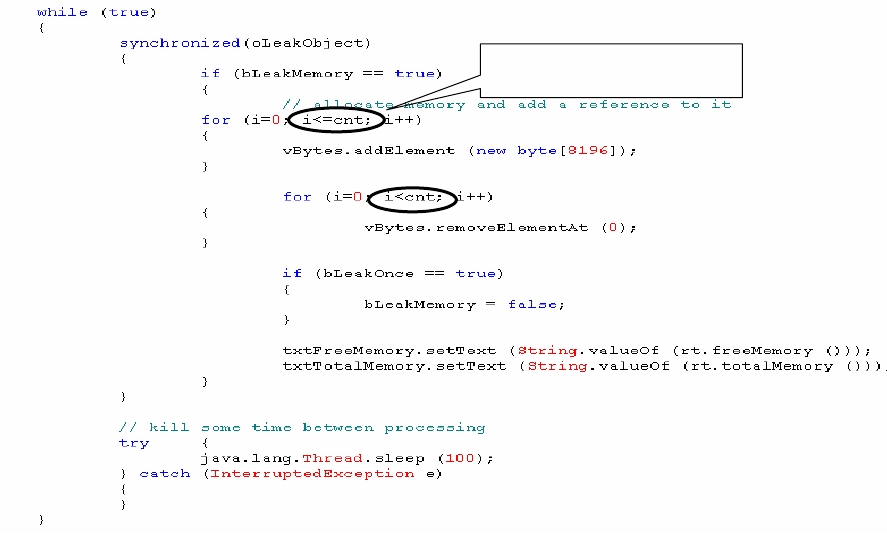 while (true)
{
synchronized(oLeakObject)
{
if (bLeakMemory == true)
{
// allocate memory and add a reference to it
for (i=0; i<=cnt; i++)
{
vBytes.addElement (new byte[8196]);
}
for (i=0; i<cnt; i++)
{
vBytes.removeElementAt (0);
}
if (bLeakOnce == true)
{
bLeakMemory = false;
}
txtFreeMemory.setText (String.valueOf (rt.freeMemory ()));
txtTotalMemory.setText (String.valueOf (rt.totalMemory ()));
}
}
// kill some time between processing
try {
java.lang.Thread.sleep (100);
} catch (InterruptedException e)
{
}
}